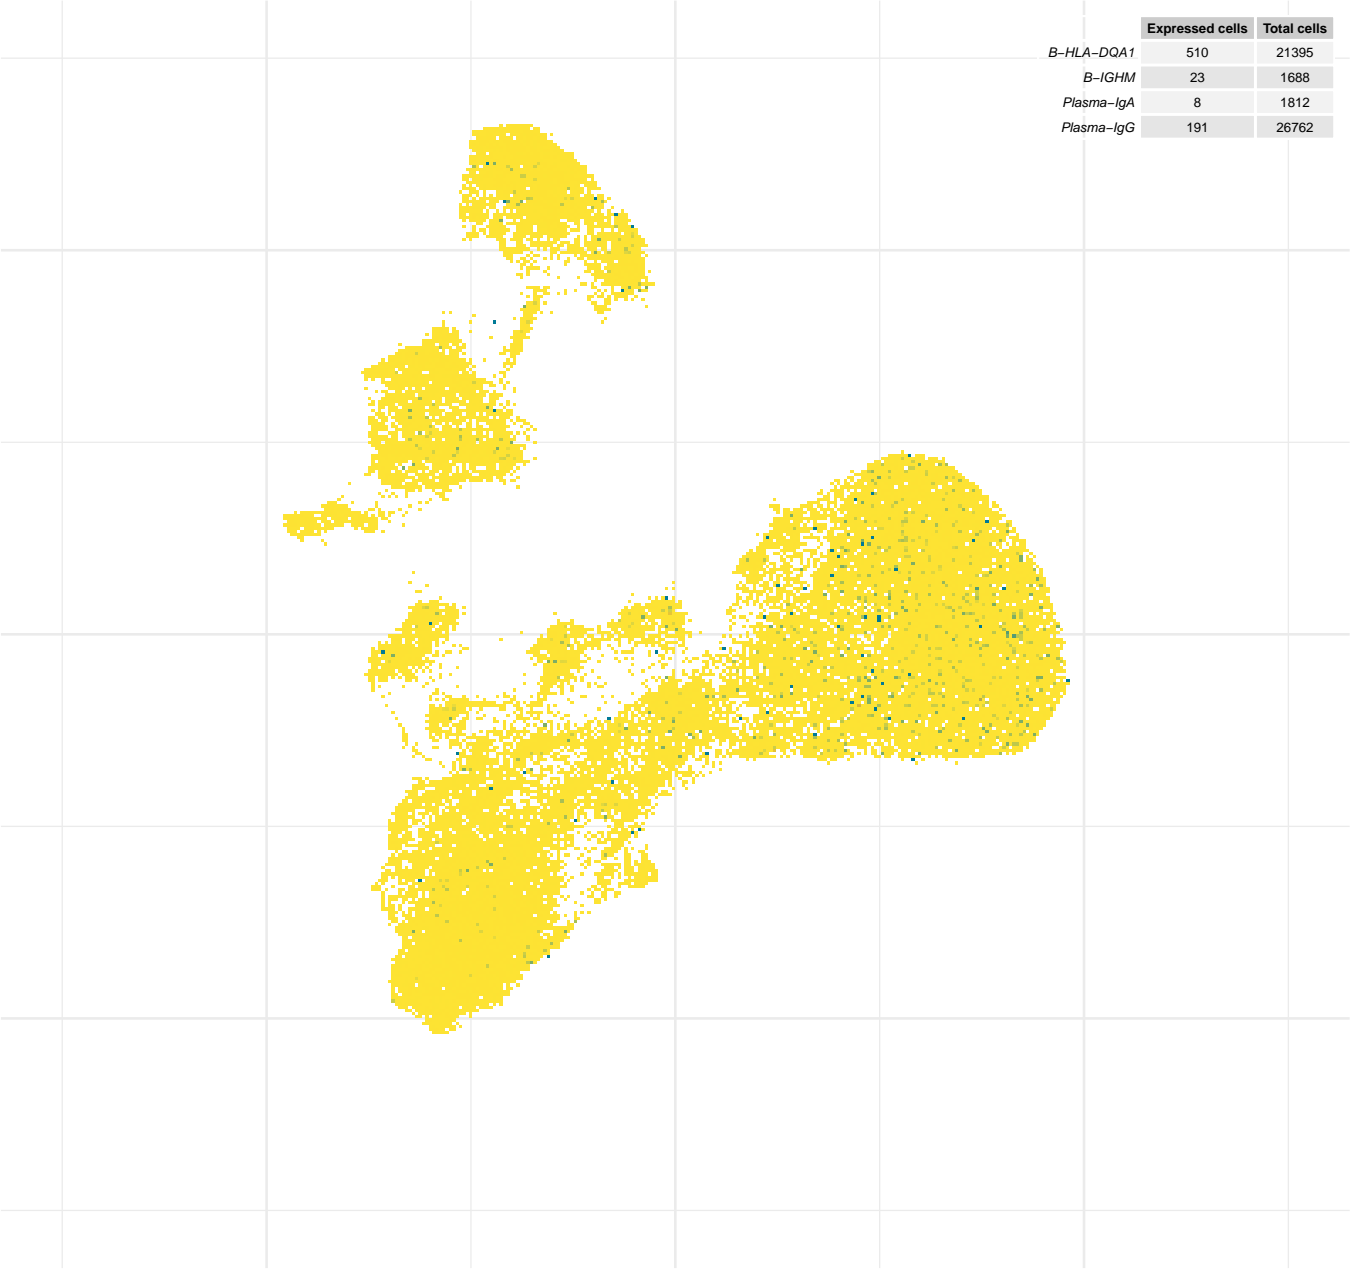 Expressed cells Total cells
B−HLA−DQA1 510 21395
B−IGHM 23 1688
Plasma−IgA 8 1812
Plasma−IgG 191 26762